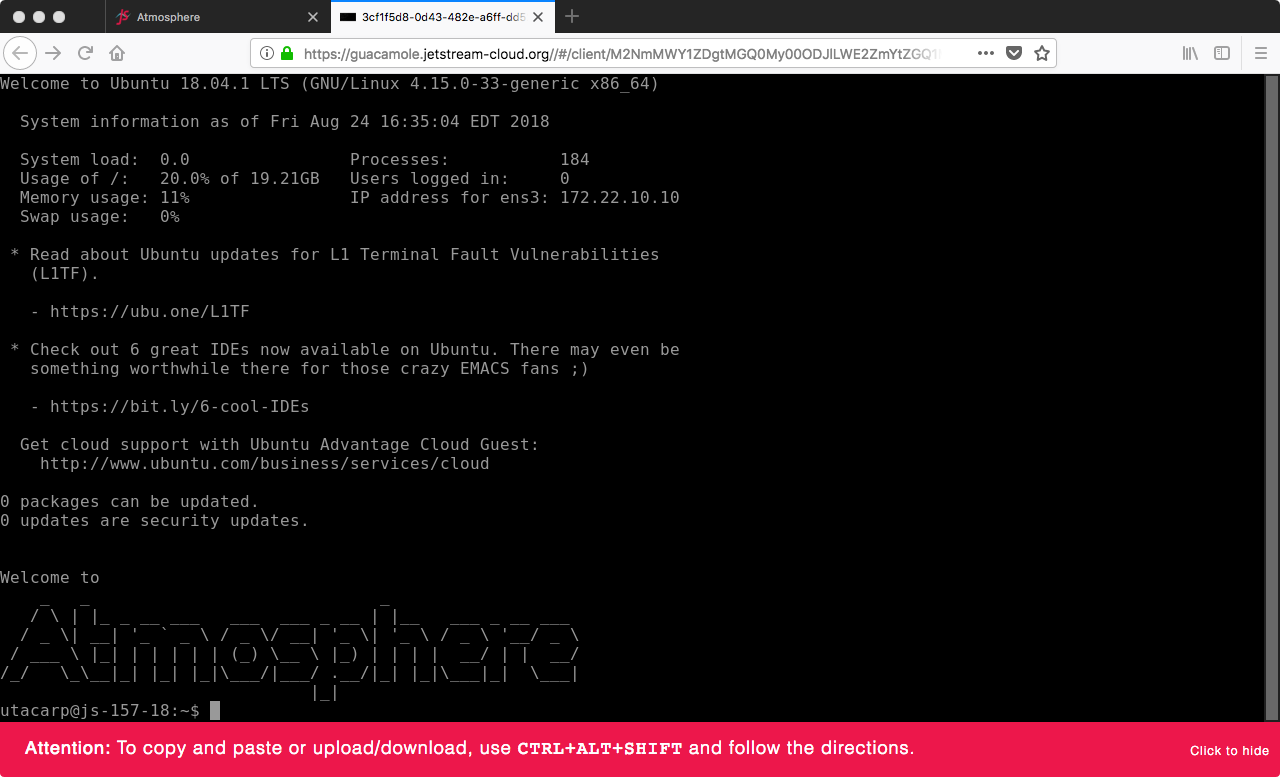 Atmosphere
3cf1f5d8-0d43-482e-a6ff-dd5
https://guacamole.jetstream-cloud.org//#/client/M2NmMWY1ZDgtMGQ0My00ODJlLWE2ZmYtZGQ1
Welcome to Ubuntu 18.04.1 LTS (GNU/Linux 4.15.0-33-generic x86_64)
System information as of Fri Aug 24 16:35:04 EDT 2018
System load:  0.0                Processes:           184
Usage of /:   20.0% of 19.21GB   Users logged in:     0
Memory usage: 11%                IP address for ens3: 172.22.10.10
Swap usage:   0%
* Read about Ubuntu updates for L1 Terminal Fault Vulnerabilities
(L1TF).
- https://ubu.one/L1TF
* Check out 6 great IDEs now available on Ubuntu. There may even be
something worthwhile there for those crazy EMACS fans ;)
- https://bit.ly/6-cool-IDEs
Get cloud support with Ubuntu Advantage Cloud Guest:
http://www.ubuntu.com/business/services/cloud
0 packages can be updated.
0 updates are security updates.
Welcome to
Atmosphere
utacarp@js-157-18:~$
Attention: To copy and paste or upload/download, use CTRL+ALT+SHIFT and follow the directions.
Click to hide